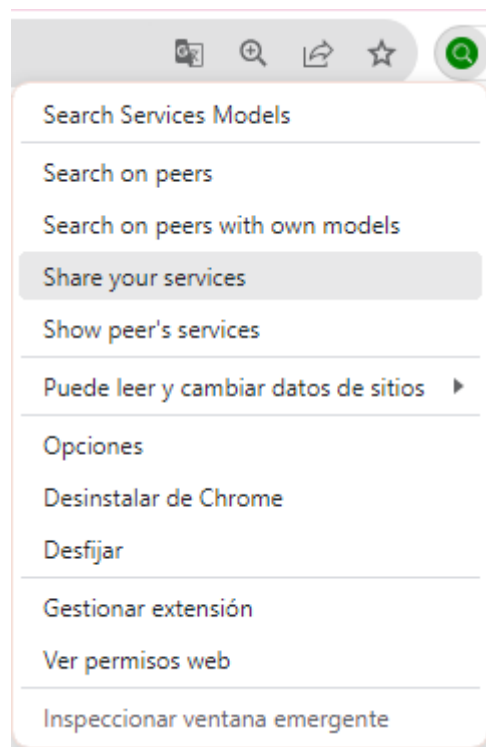 Search Services Models
Search on peers
Search on peers with own models
Share your services
Show peer's services
Puede leer y cambiar datos de sitios
Opciones
Desinstalar de Chrome
Desfijar
Gestionar extensión
Ver permisos web
Inspeccionar ventana emergente